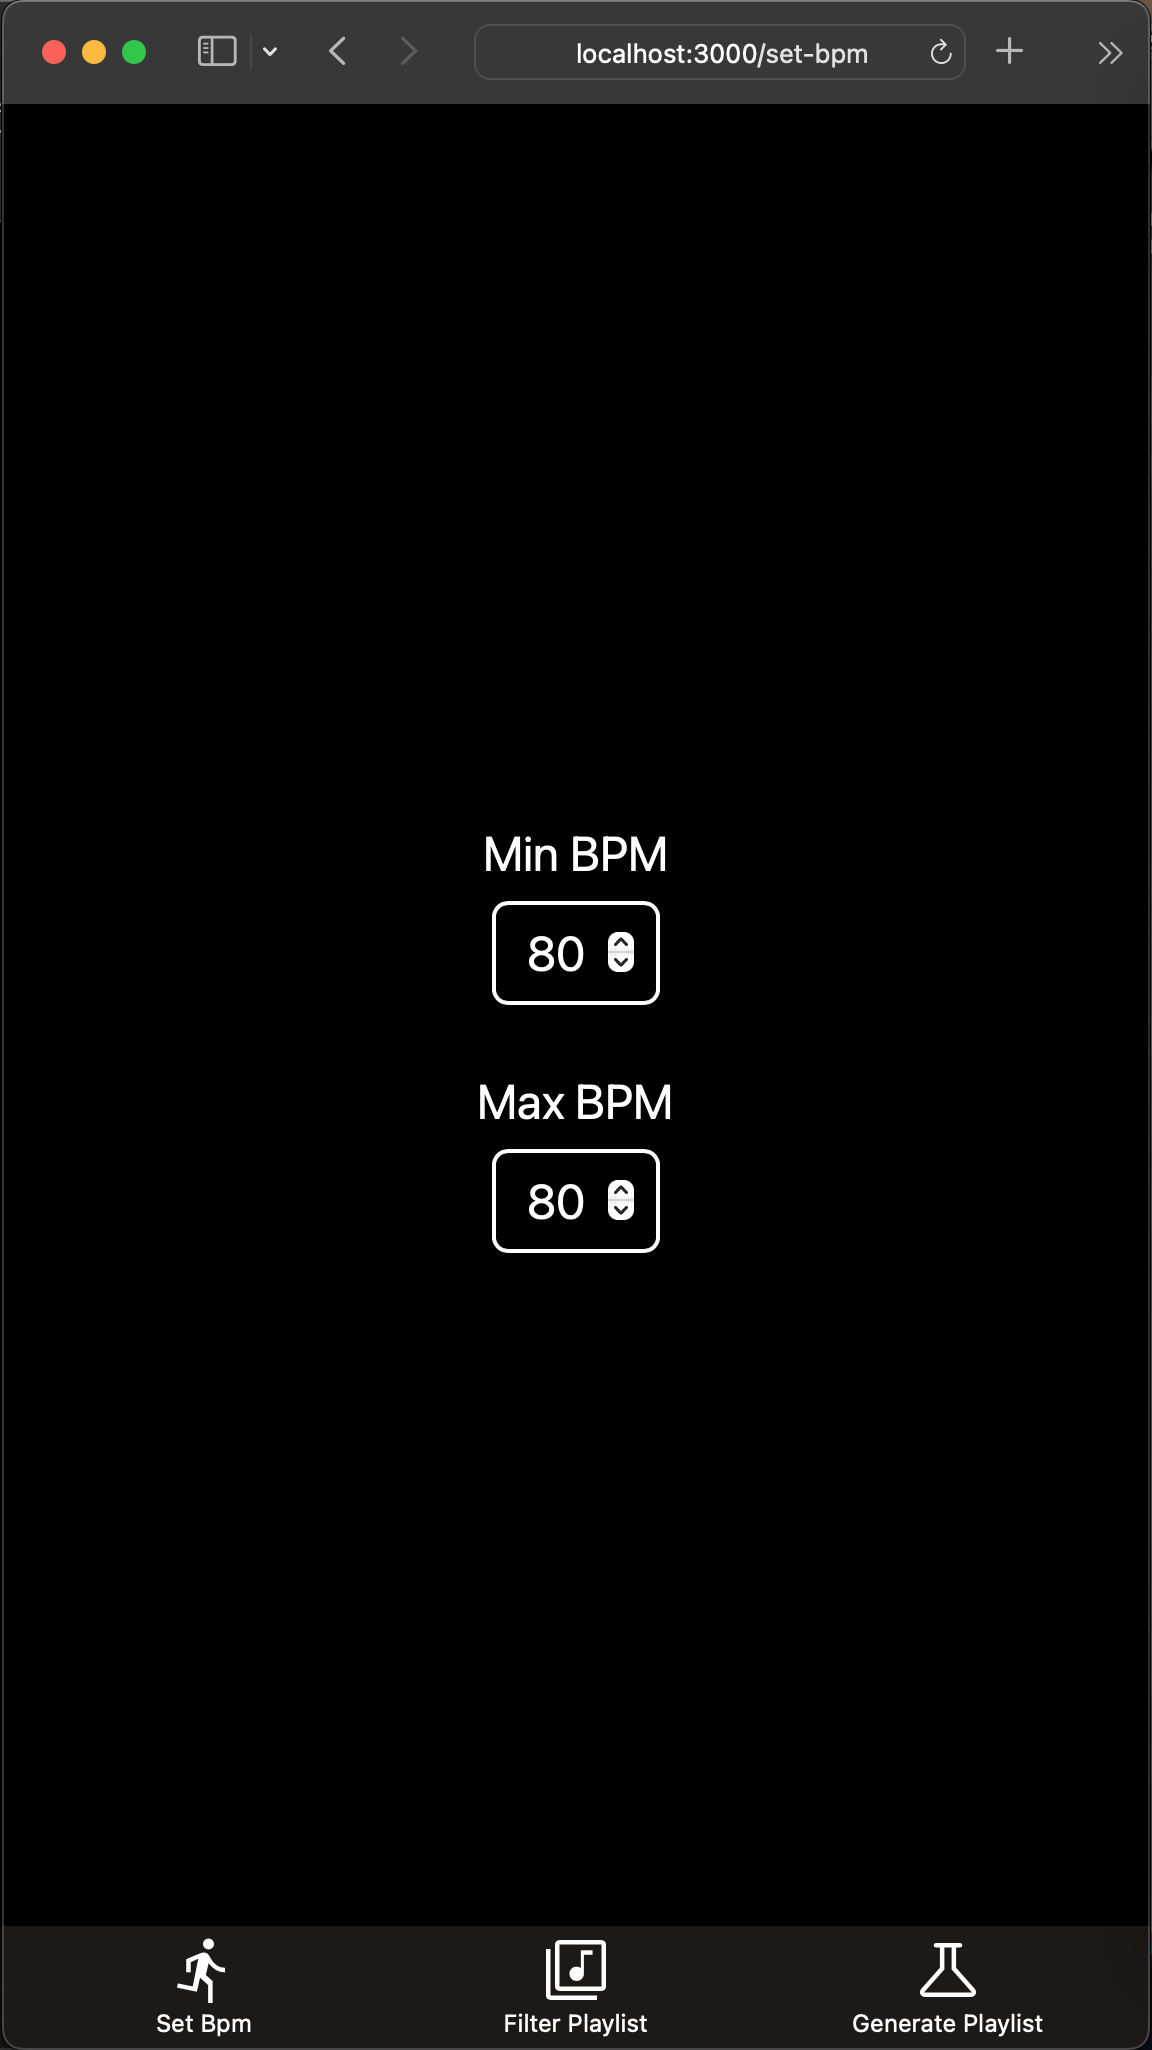 localhost:3000/set-bpm
Min BPM
80
Max BPM
80
Set Bpm
Filter Playlist
Generate Playlist